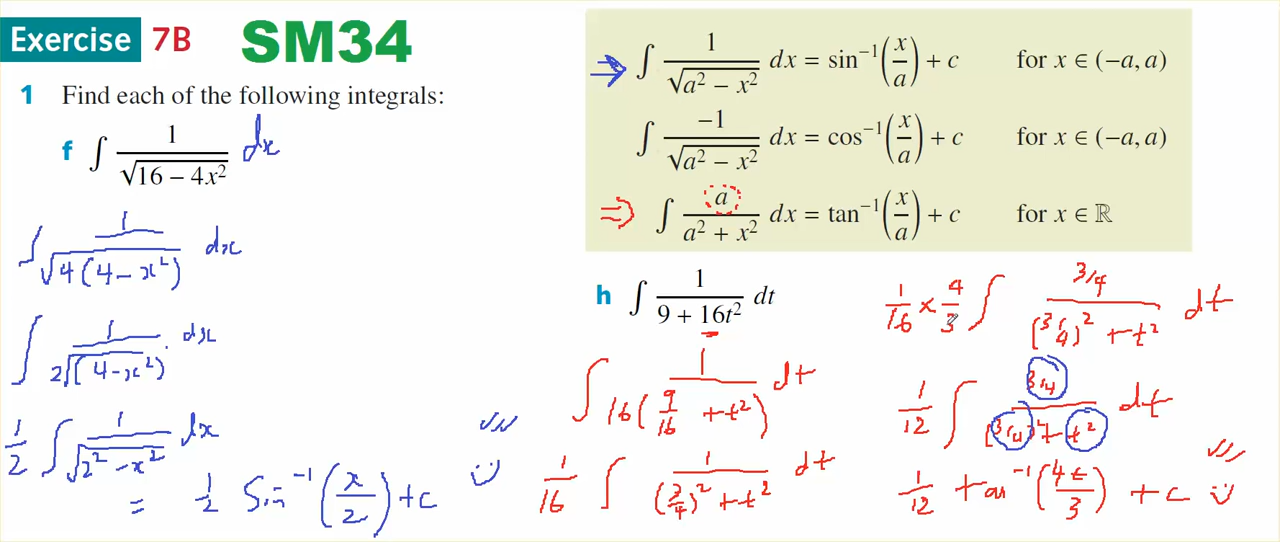 Exercise 7B SM34
1 Find each of the following integrals:
f ∫ 1/√(16 − 4x²) dx
∫ 1/√(4(4 − x²)) dx
∫ 1/(2√(4 − x²)) dx
1/2 ∫ 1/√(2² − x²) dx
= 1/2 Sin⁻¹(x/2) + c
⇒ ∫ 1/√(a² − x²) dx = sin⁻¹(x/a) + c for x ∈ (−a, a)
∫ −1/√(a² − x²) dx = cos⁻¹(x/a) + c for x ∈ (−a, a)
⇒ ∫ a/(a² + x²) dx = tan⁻¹(x/a) + c for x ∈ ℝ
h ∫ 1/(9 + 16t²) dt
∫ 1/(16(9/16 + t²)) dt
1/16 ∫ 1/((3/4)² + t²) dt
1/16 × 4/3 ∫ (3/4)/((3/4)² + t²) dt
1/12 ∫ (3/4)/((3/4)² + t²) dt
1/12 tan⁻¹(4t/3) + c